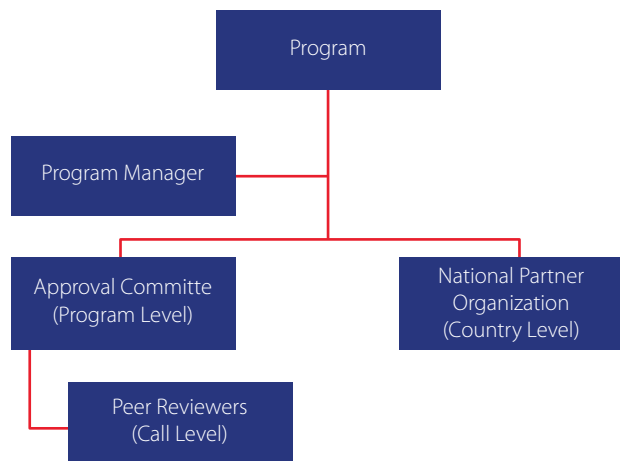 Program
Program Manager
Approval Committe
(Program Level)
National Partner
Organization
(Country Level)
Peer Reviewers
(Call Level)